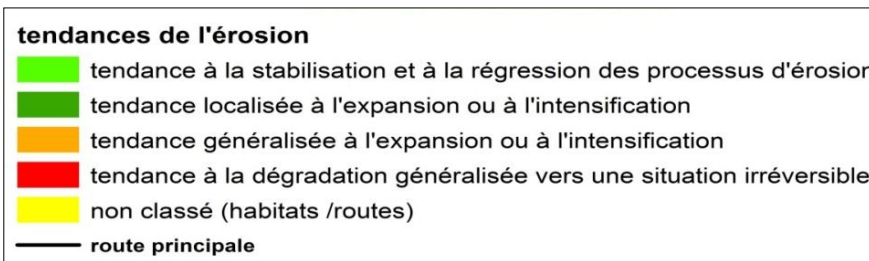 tendances de l'érosion
tendance à la stabilisation et à la régression des processus d'érosion
tendance localisée à l'expansion ou à l'intensification
tendance généralisée à l'expansion ou à l'intensification
tendance à la dégradation généralisée vers une situation irréversible
non classé (habitats /routes)
route principale